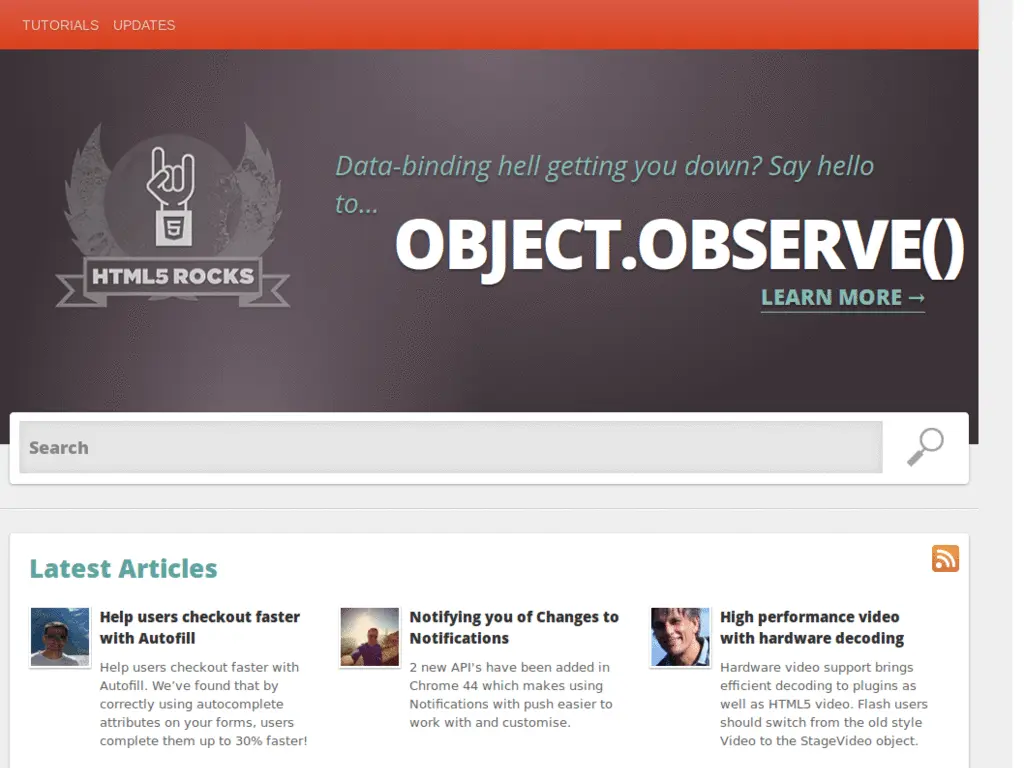 TUTORIALS UPDATES
Data-binding hell getting you down? Say hello
to...
OBJECT.OBSERVE()
LEARN MORE →
5
HTML5 ROCKS
Search
Latest Articles
Help users checkout faster
with Autofill
Help users checkout faster with
Autofill. We’ve found that by
correctly using autocomplete
attributes on your forms, users
complete them up to 30% faster!
Notifying you of Changes to
Notifications
2 new API's have been added in
Chrome 44 which makes using
Notifications with push easier to
work with and customise.
High performance video
with hardware decoding
Hardware video support brings
efficient decoding to plugins as
well as HTML5 video. Flash users
should switch from the old style
Video to the StageVideo object.